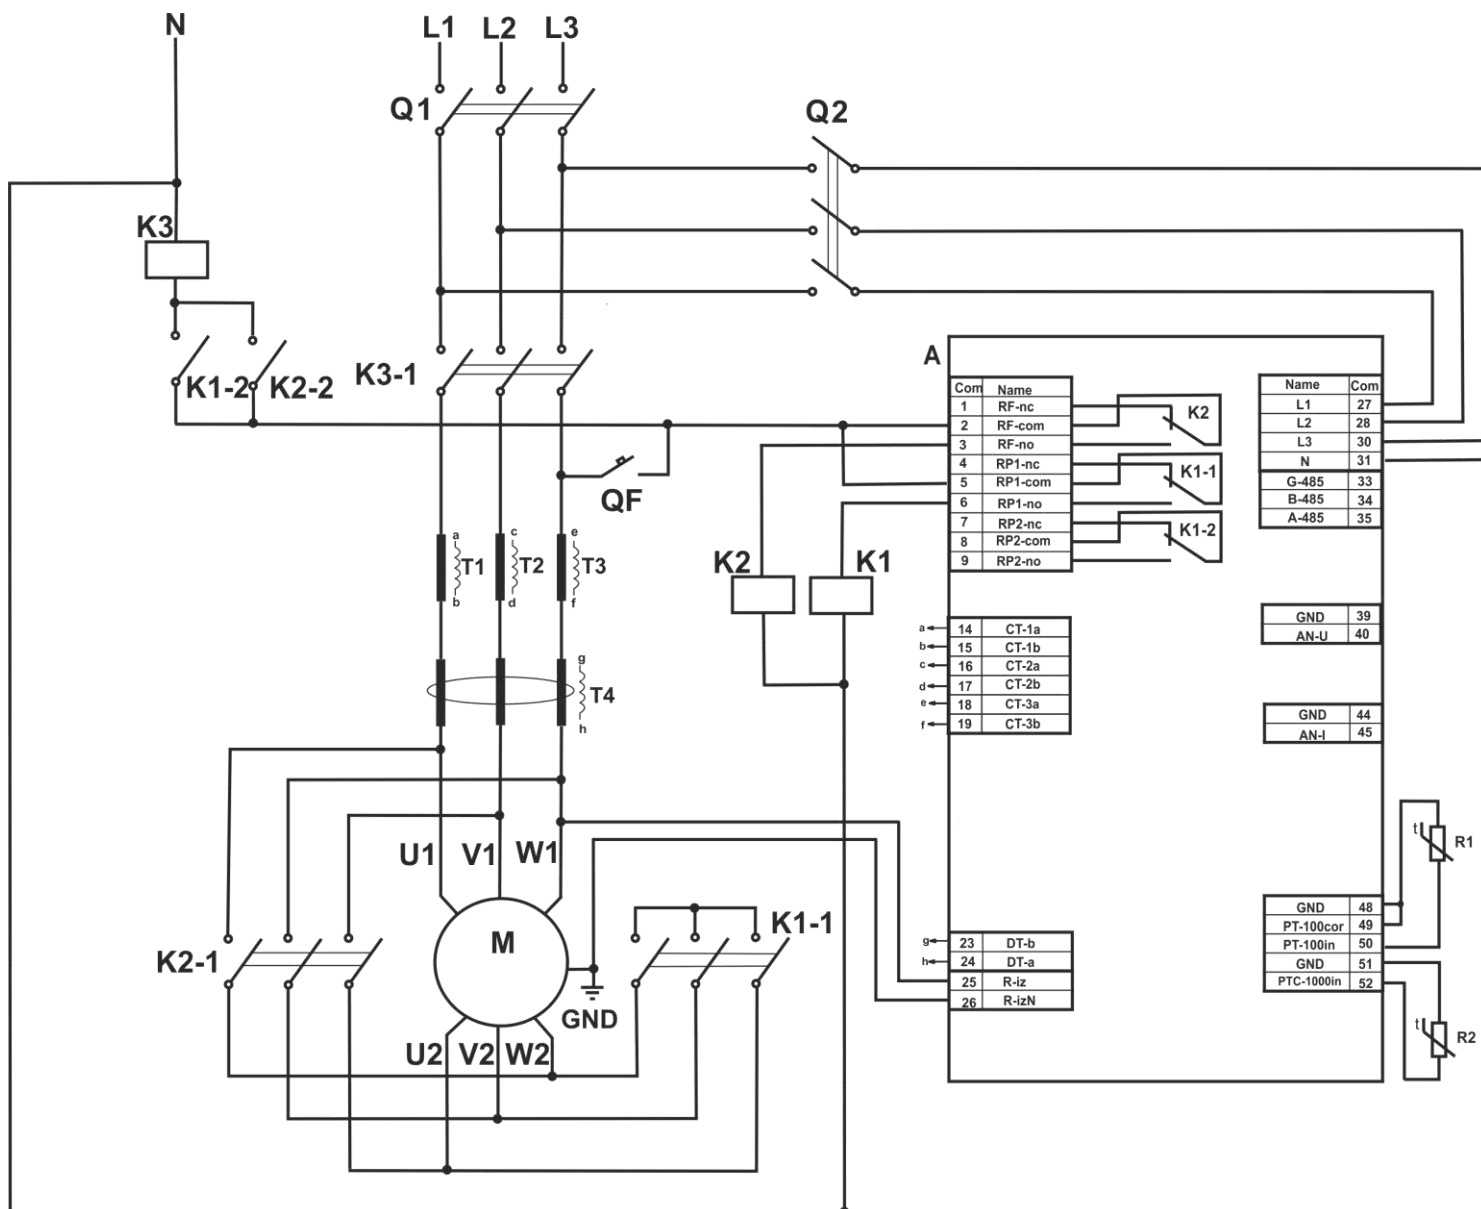 N
L1 L2 L3
Q1
Q2
K3
K1-2 K2-2
K3-1
QF
a
T1
b
c
T2
d
e
T3
f
g
T4
h
K2
K1
A
Com Name
1 RF-nc
2 RF-com
3 RF-no
4 RP1-nc
5 RP1-com
6 RP1-no
7 RP2-nc
8 RP2-com
9 RP2-no
K2
K1-1
K1-2
Name Com
L1 27
L2 28
L3 30
N 31
G-485 33
B-485 34
A-485 35
a 14 CT-1a
b 15 CT-1b
c 16 CT-2a
d 17 CT-2b
e 18 CT-3a
f 19 CT-3b
GND 39
AN-U 40
GND 44
AN-I 45
g 23 DT-b
h 24 DT-a
25 R-iz
26 R-izN
GND 48
PT-100cor 49
PT-100in 50
GND 51
PTC-1000in 52
t R1
t R2
U1 V1 W1
M
K2-1
K1-1
GND
U2 V2 W2